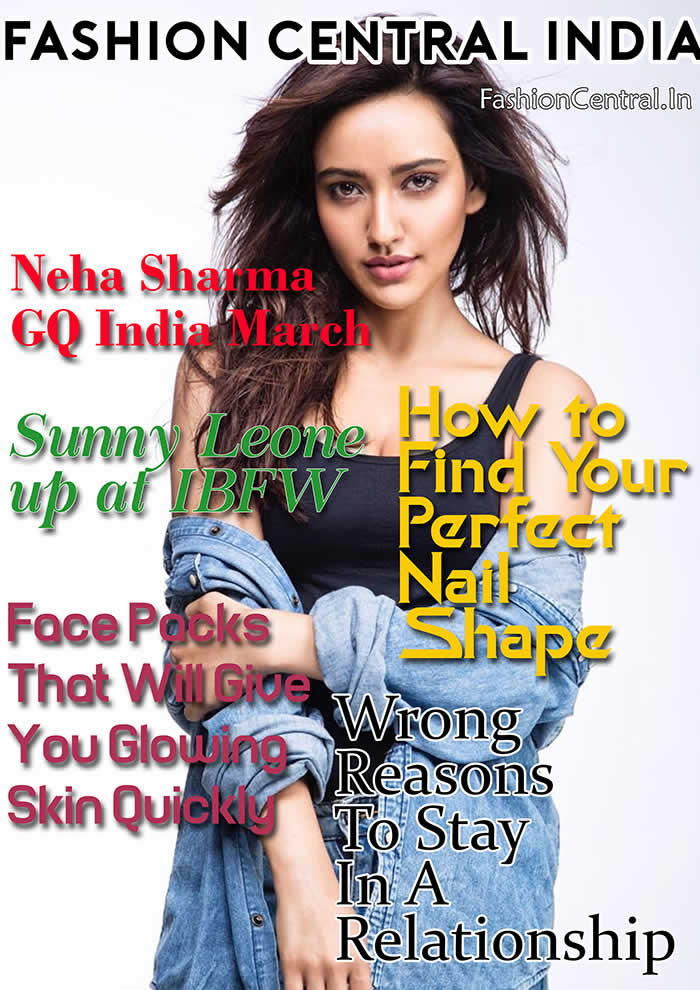 FASHION CENTRAL INDIA
FashionCentral.In
Neha Sharma
GQ India March
Sunny Leone
up at IBFW
How to
Find Your
Perfect
Nail
Shape
Face Packs
That Will Give
You Glowing
Skin Quickly
Wrong
Reasons
To Stay
In A
Relationship